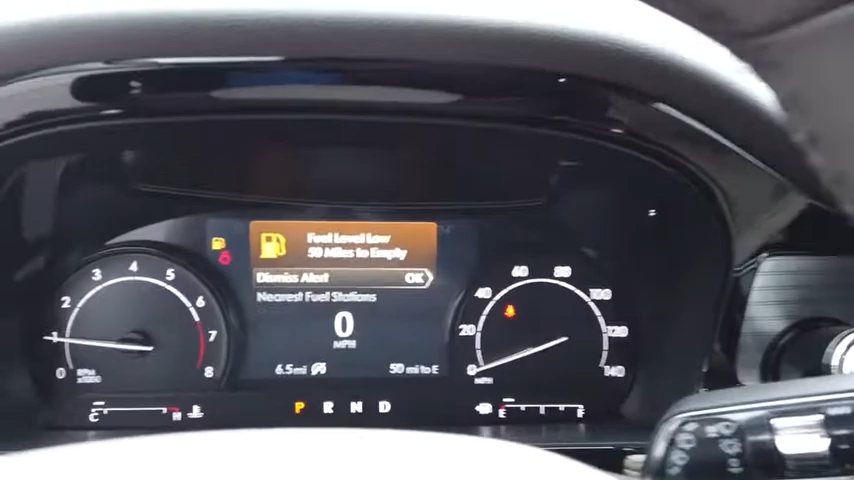 Fuel Level Low
50 Miles to Empty
Dismiss Alert OK
Nearest Fuel Stations
0
MPH
6.5mi 50 mi to E
0 1 2 3 4 5 6 7 8
RPM
x1000
0 20 40 60 80 100 120 140
MPH
C H
P R N D
E F